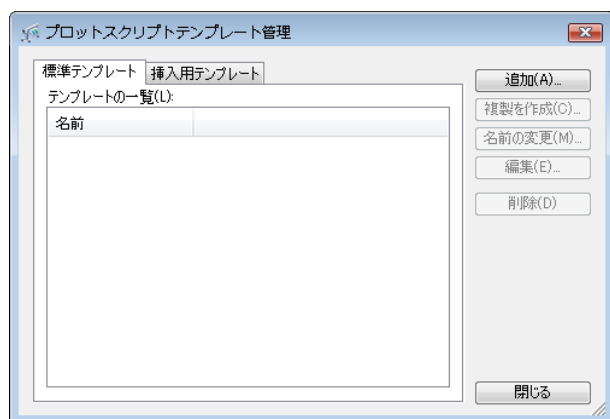 プロットスクリプトテンプレート管理
標準テンプレート 挿入用テンプレート
テンプレートの一覧(L):
名前
追加(A)...
複製を作成(C)...
名前の変更(M)...
編集(E)...
削除(D)
閉じる